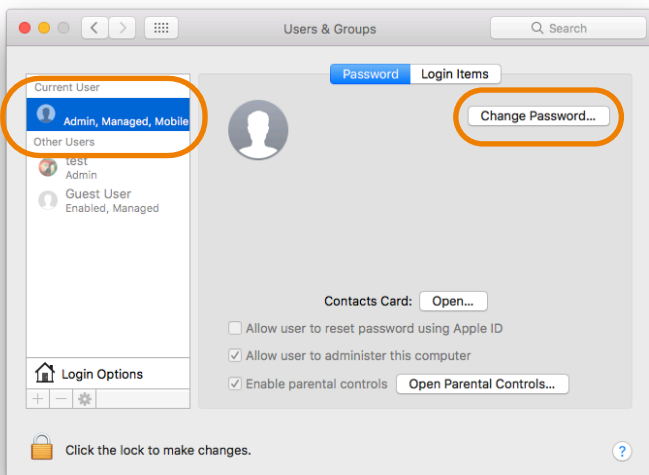 Users & Groups
Search
Password Login Items
Current User
Admin, Managed, Mobile
Change Password...
Other Users
test
Admin
Guest User
Enabled, Managed
Contacts Card: Open...
Allow user to reset password using Apple ID
Allow user to administer this computer
Enable parental controls Open Parental Controls...
Login Options
+ −
Click the lock to make changes.
?